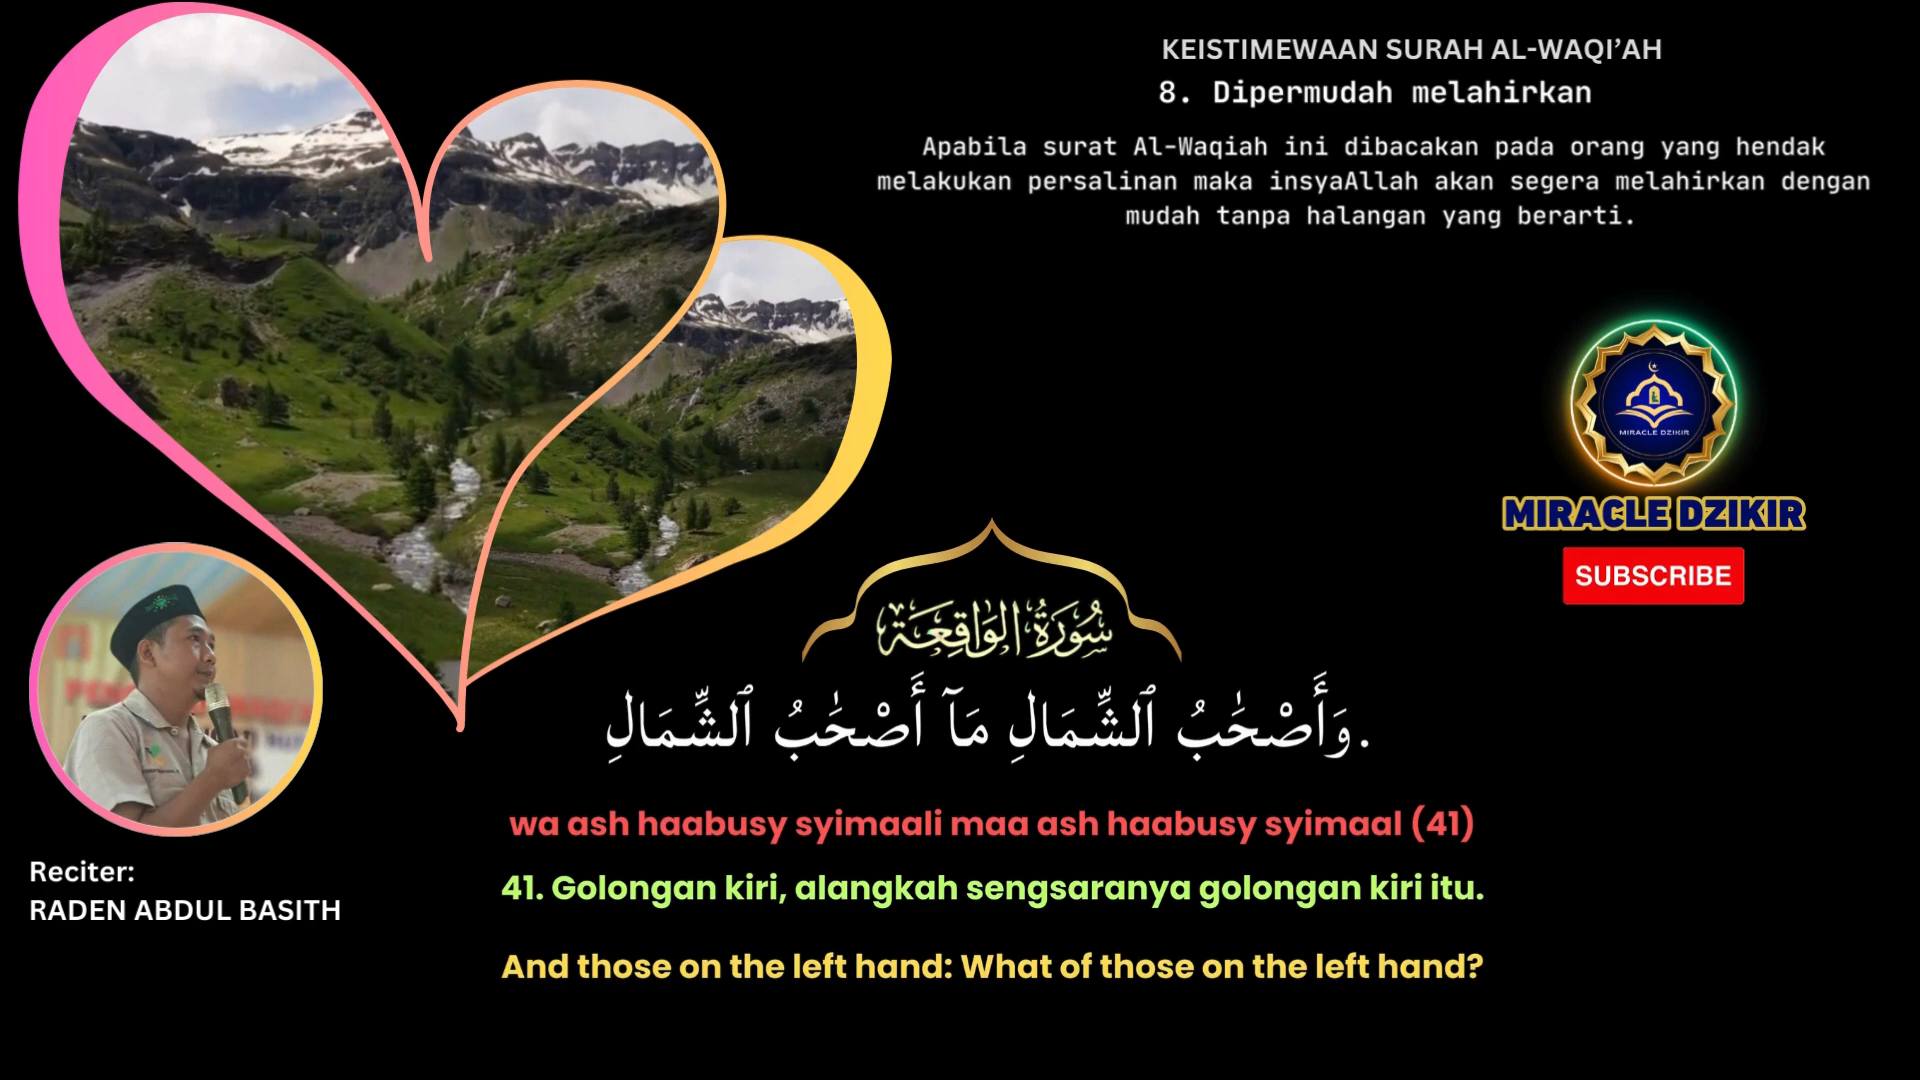 KEISTIMEWAAN SURAH AL-WAQI’AH
8. Dipermudah melahirkan
Apabila surat Al-Waqiah ini dibacakan pada orang yang hendak
melakukan persalinan maka insyaAllah akan segera melahirkan dengan
mudah tanpa halangan yang berarti.
MIRACLE DZIKIR
MIRACLE DZIKIR
SUBSCRIBE
سُورَةُ الوَاقِعَة
وَأَصْحَٰبُ ٱلشِّمَالِ مَآ أَصْحَٰبُ ٱلشِّمَالِ.
wa ash haabusy syimaali maa ash haabusy syimaal (41)
41. Golongan kiri, alangkah sengsaranya golongan kiri itu.
And those on the left hand: What of those on the left hand?
Reciter:
RADEN ABDUL BASITH